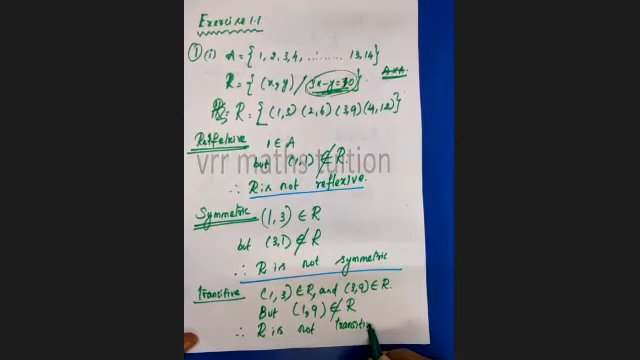 Exercise 1.1
① (i) A = { 1, 2, 3, 4, ......... 13, 14 }
R = { (x, y) / 3x - y = 0 } A×A
R = { (1, 3) (2, 6) (3, 9) (4, 12) }
Reflexive 1 ∈ A
but (1, 1) ∉ R
vrr maths tuition
∴ R is not reflexive.
Symmetric (1, 3) ∈ R
but (3, 1) ∉ R
∴ R is not symmetric
Transitive (1, 3) ∈ R, and (3, 9) ∈ R.
But (1, 9) ∉ R
∴ R is not transitiv